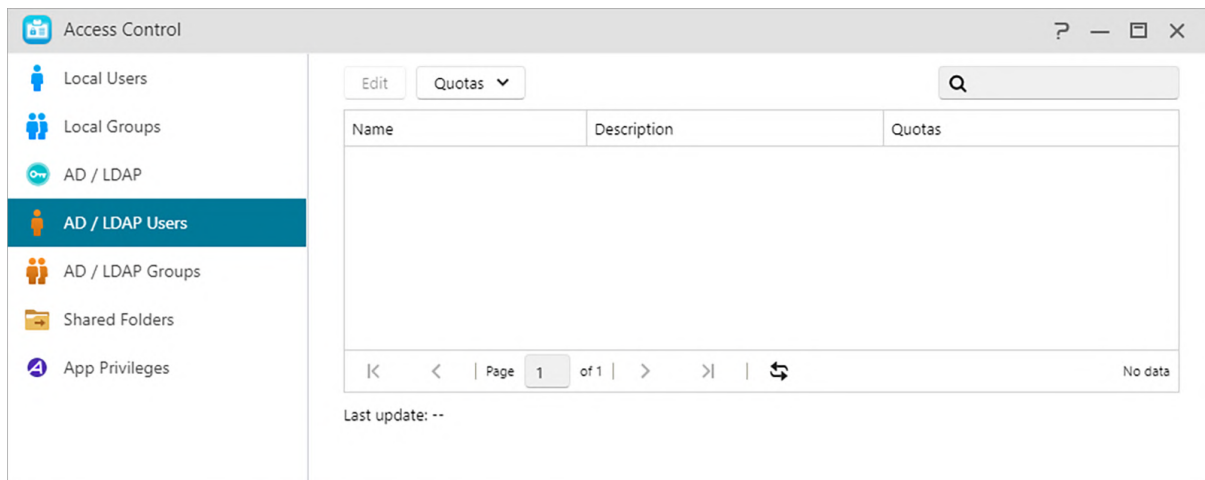 Access Control
Local Users
Local Groups
AD / LDAP
AD / LDAP Users
AD / LDAP Groups
Shared Folders
App Privileges
Edit Quotas
Name Description Quotas
Page 1 of 1 No data
Last update: --